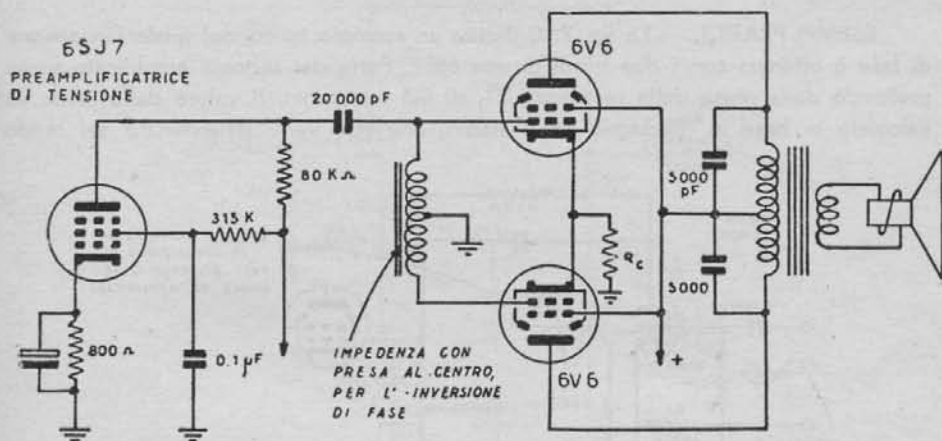 6SJ7
PREAMPLIFICATRICE
DI TENSIONE
20.000 pF
80 K Ω
315 K
800 Ω
0.1 µF
IMPEDENZA CON
PRESA AL CENTRO,
PER L'-INVERSIONE
DI FASE
6V6
6V6
Rc
5000
pF
5000
+